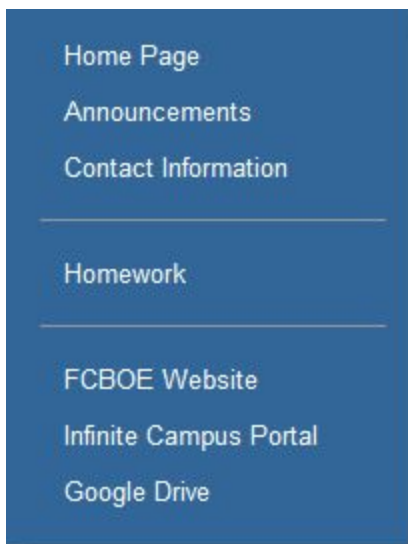 Home Page
Announcements
Contact Information
Homework
FCBOE Website
Infinite Campus Portal
Google Drive